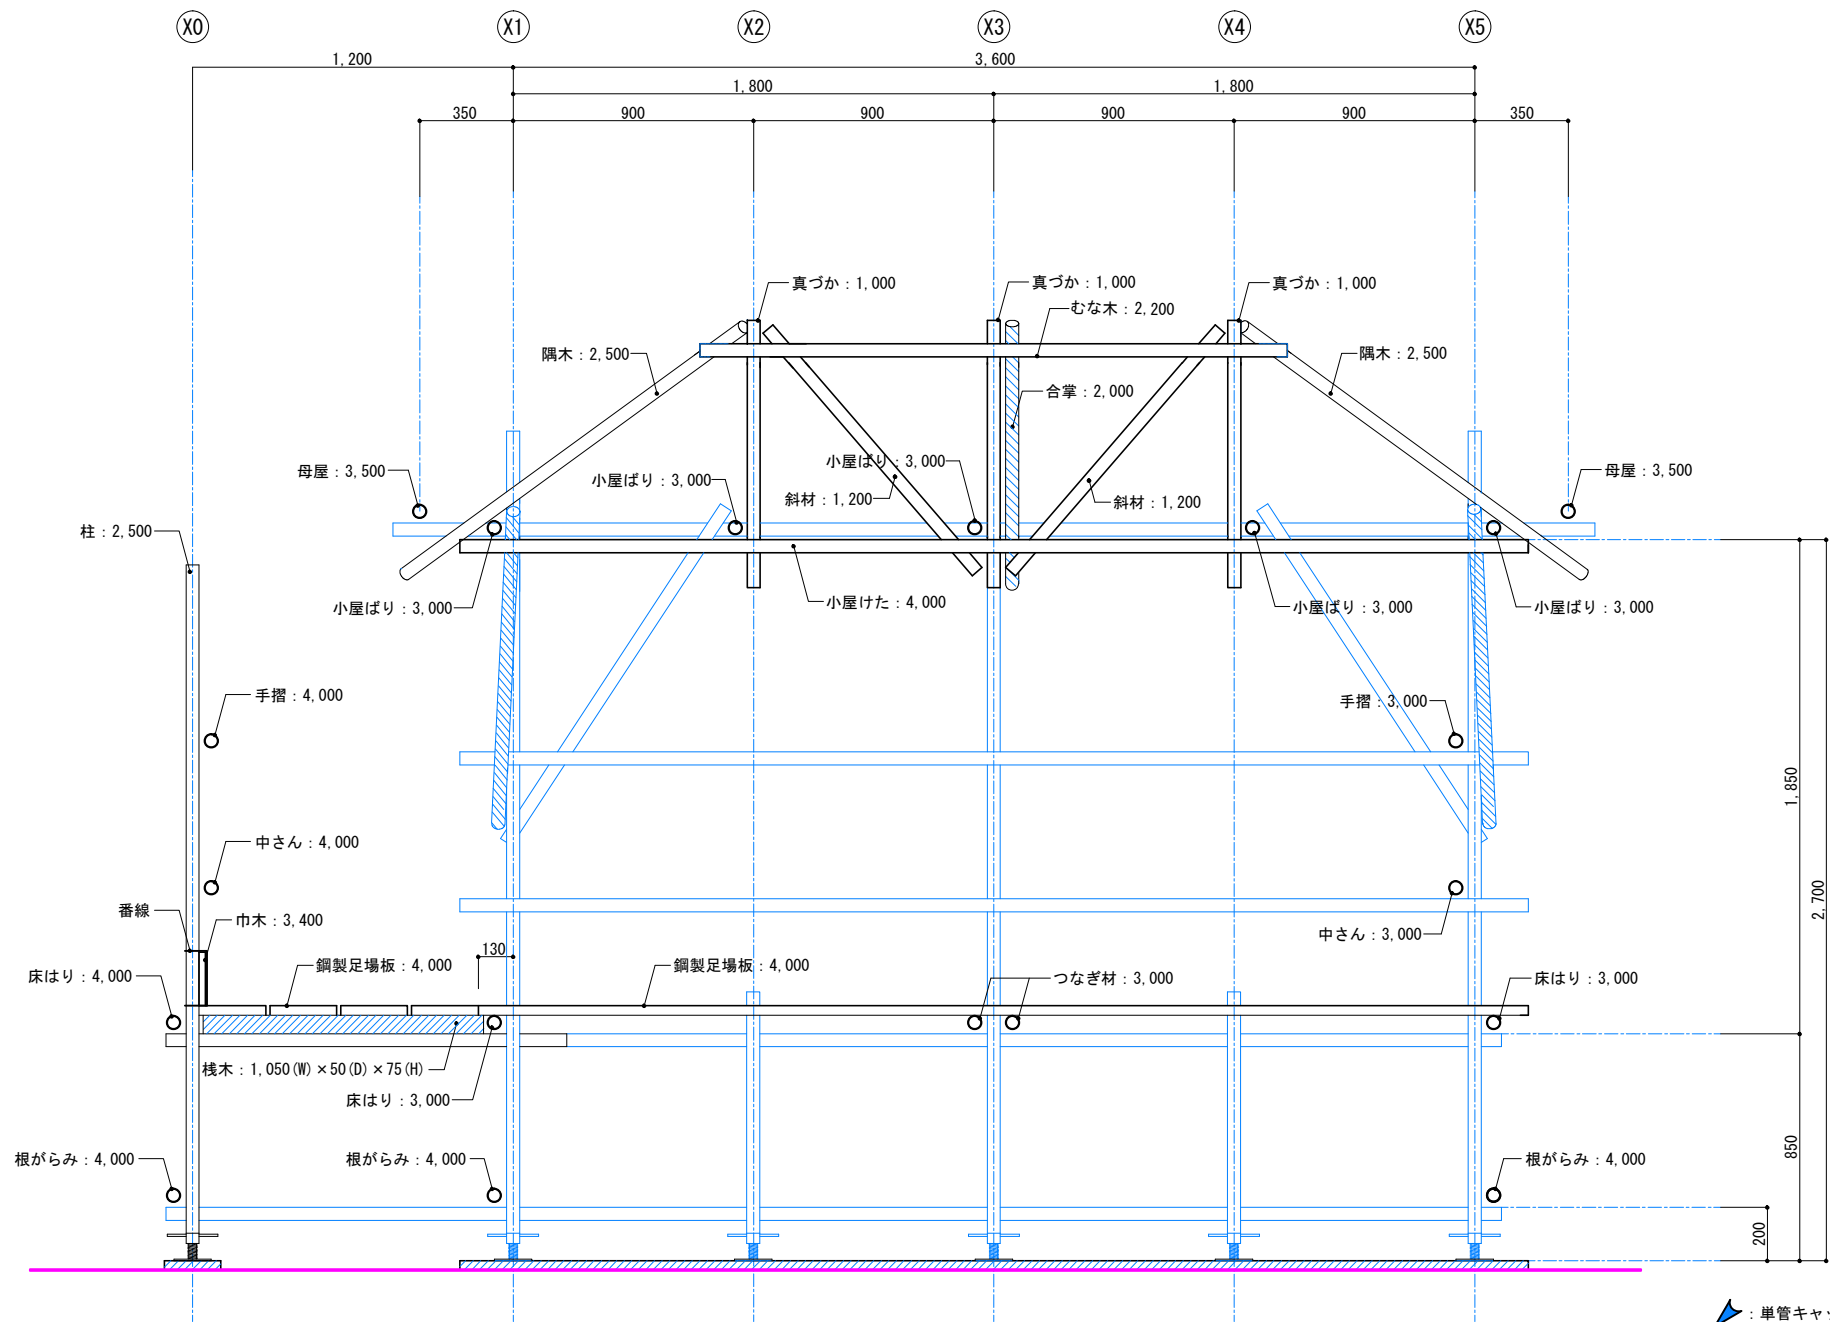 X0 X1 X2 X3 X4 X5
1,200 3,600
1,800 1,800
350 900 900 900 900 350
真づか：1,000 真づか：1,000 真づか：1,000
むな木：2,200
隅木：2,500 隅木：2,500
合掌：2,000
小屋ばり：3,000
母屋：3,500 小屋ばり：3,000 母屋：3,500
斜材：1,200 斜材：1,200
柱：2,500
小屋ばり：3,000 小屋けた：4,000 小屋ばり：3,000 小屋ばり：3,000
手摺：4,000 手摺：3,000
1,850
中さん：4,000
2,700
番線 巾木：3,400
中さん：3,000
130
床はり：4,000 鋼製足場板：4,000 鋼製足場板：4,000 つなぎ材：3,000 床はり：3,000
桟木：1,050(W)×50(D)×75(H)
床はり：3,000
850
根がらみ：4,000 根がらみ：4,000 根がらみ：4,000
200
：単管キャッ